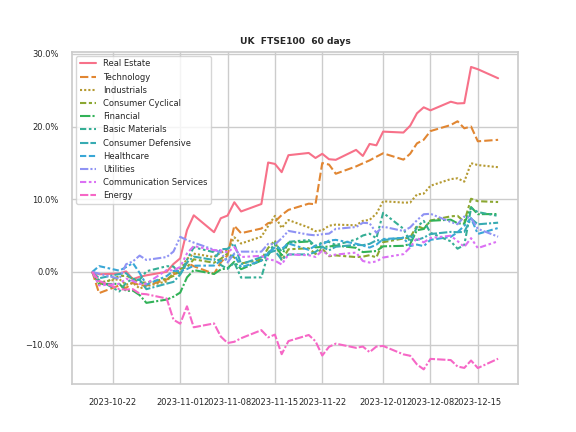 UK FTSE100 60 days
30.0%
20.0%
10.0%
0.0%
−10.0%
Real Estate
Technology
Industrials
Consumer Cyclical
Financial
Basic Materials
Consumer Defensive
Healthcare
Utilities
Communication Services
Energy
2023-10-22
2023-11-01
2023-11-08
2023-11-15
2023-11-22
2023-12-01
2023-12-08
2023-12-15